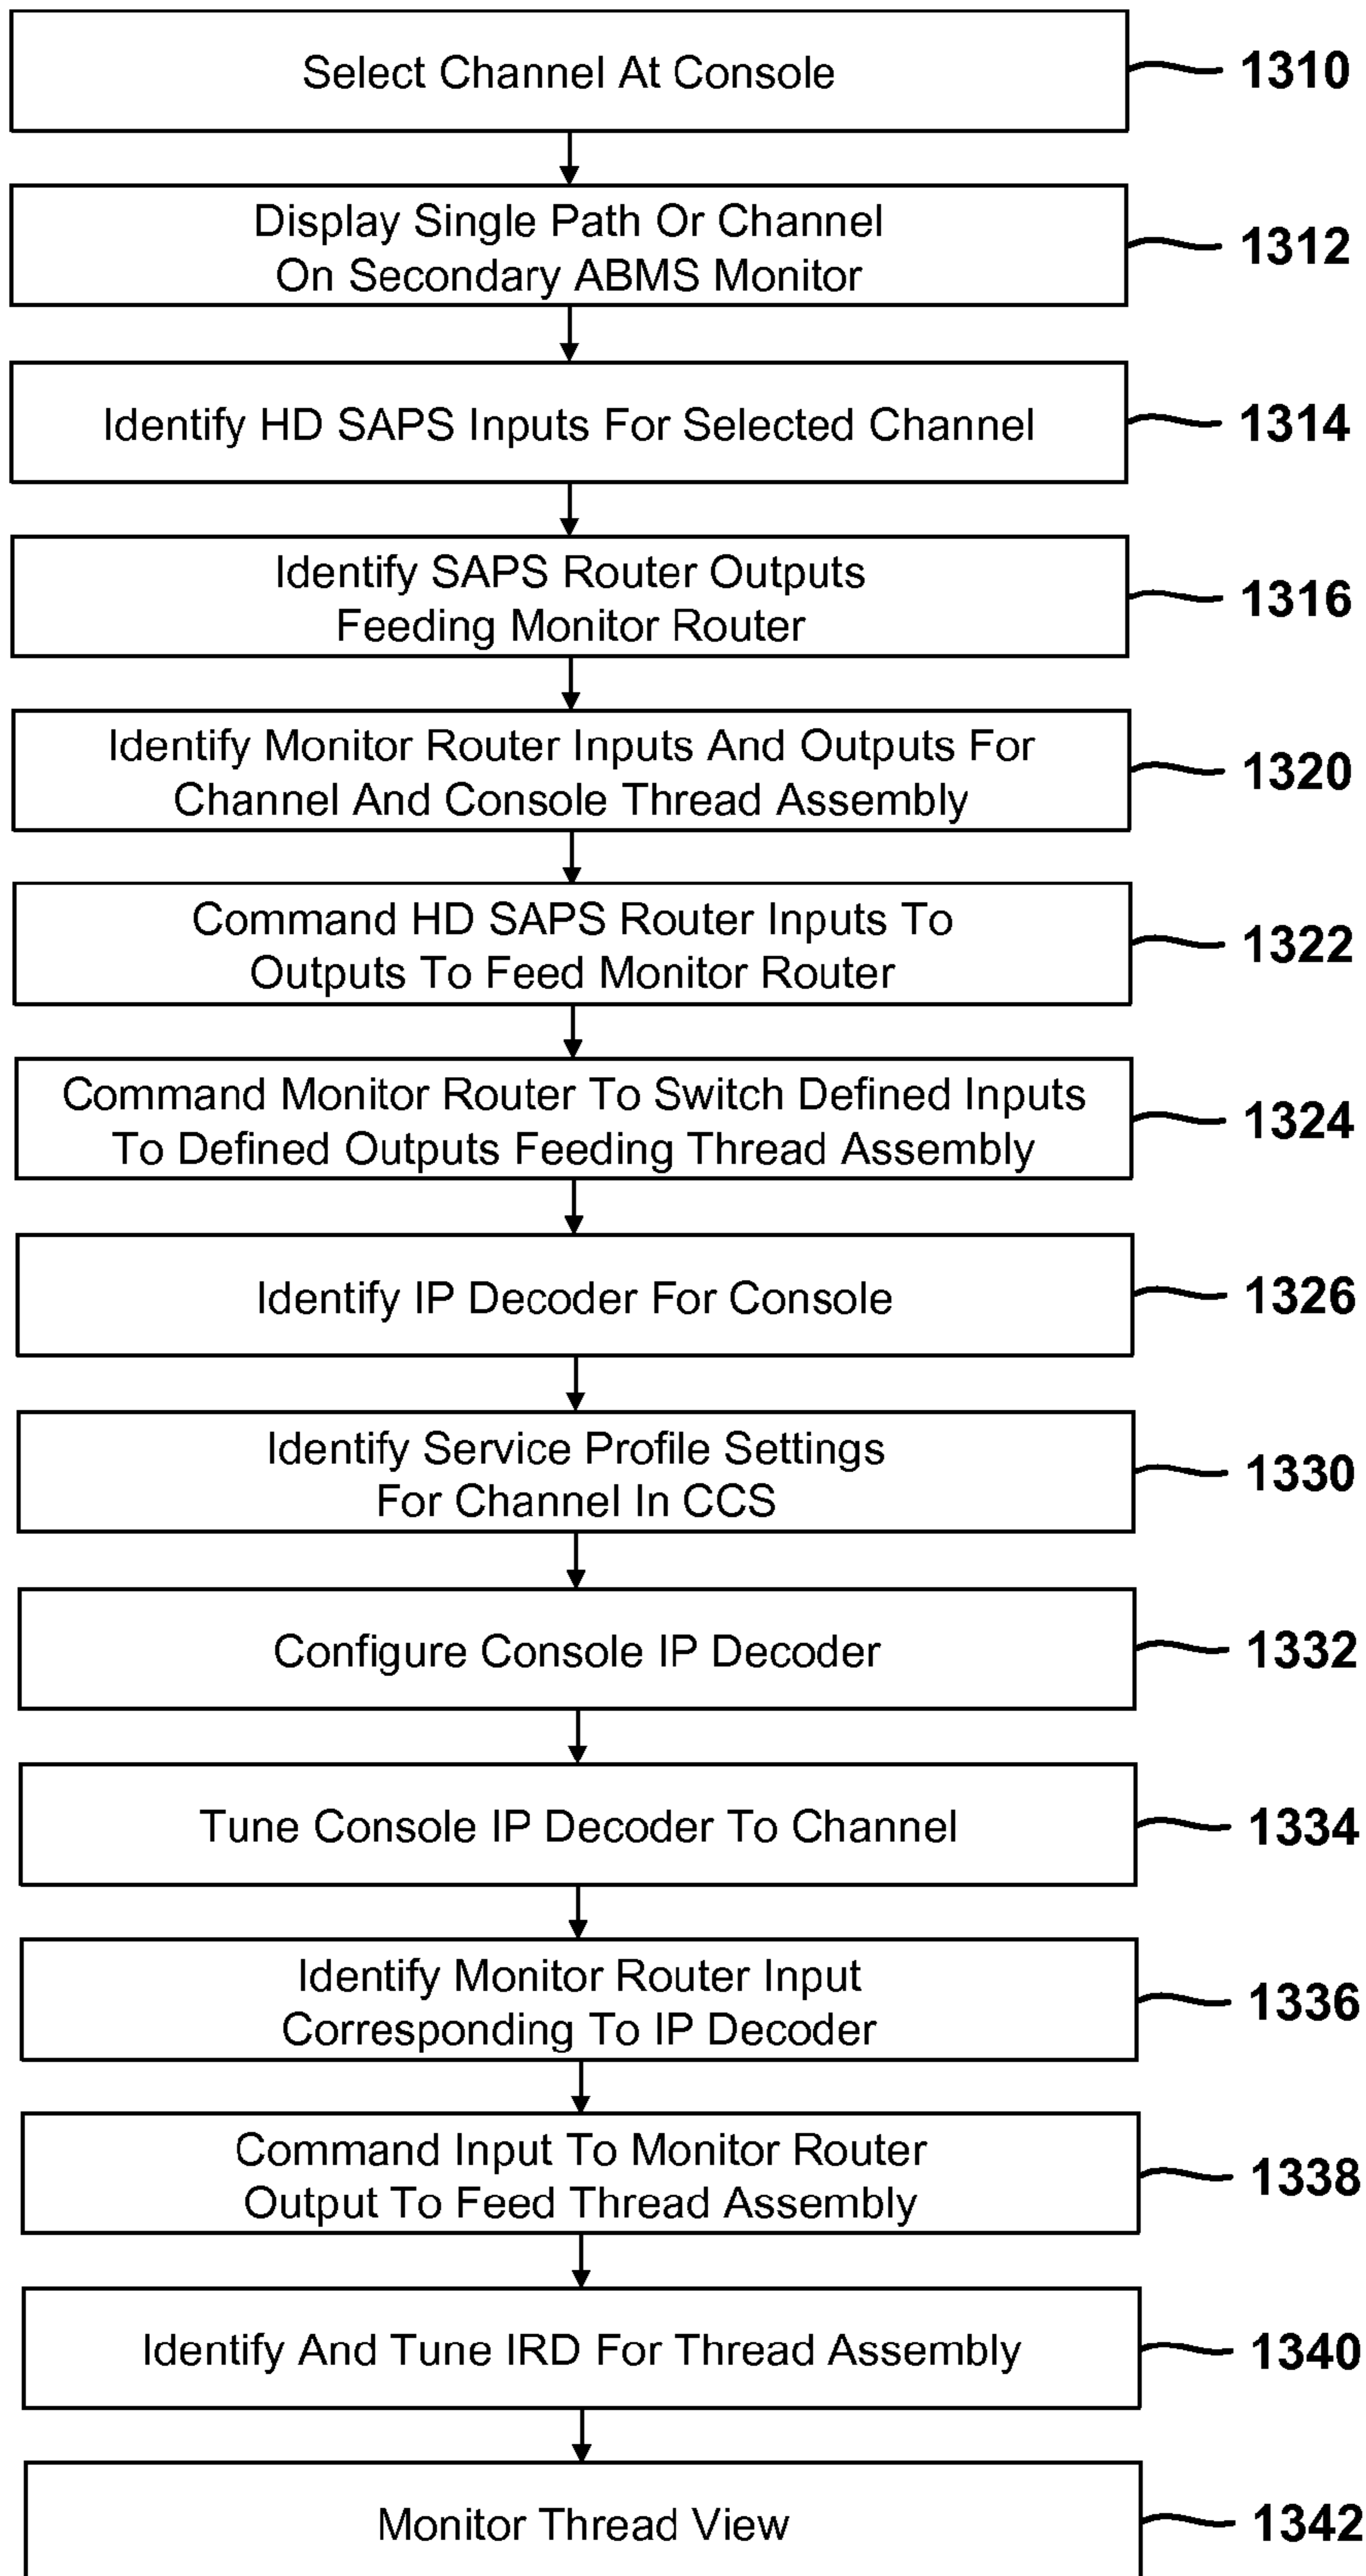 Select Channel At Console
1310
Display Single Path Or Channel
On Secondary ABMS Monitor
1312
Identify HD SAPS Inputs For Selected Channel
1314
Identify SAPS Router Outputs
Feeding Monitor Router
1316
Identify Monitor Router Inputs And Outputs For
Channel And Console Thread Assembly
1320
Command HD SAPS Router Inputs To
Outputs To Feed Monitor Router
1322
Command Monitor Router To Switch Defined Inputs
To Defined Outputs Feeding Thread Assembly
1324
Identify IP Decoder For Console
1326
Identify Service Profile Settings
For Channel In CCS
1330
Configure Console IP Decoder
1332
Tune Console IP Decoder To Channel
1334
Identify Monitor Router Input
Corresponding To IP Decoder
1336
Command Input To Monitor Router
Output To Feed Thread Assembly
1338
Identify And Tune IRD For Thread Assembly
1340
Monitor Thread View
1342